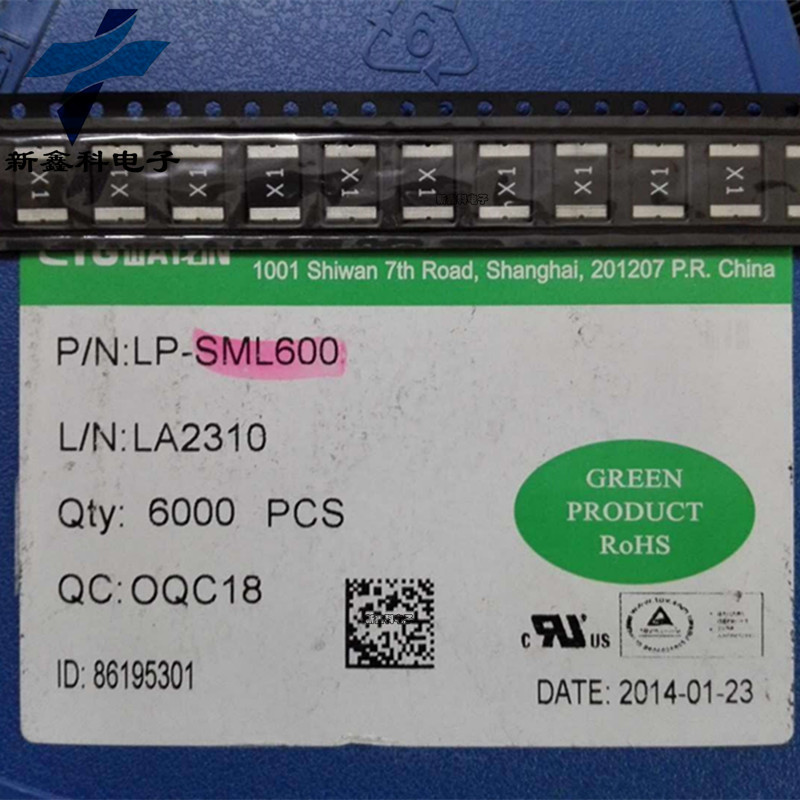 新鑫科电子
X1 X1 X1 X1 X1 X1 X1 X1 X1 X1
1001 Shiwan 7th Road, Shanghai, 201207 P.R. China
P/N:LP-SML600
L/N:LA2310
Qty: 6000 PCS
GREEN
PRODUCT
RoHS
QC:OQC18
c RU US
ID: 86195301
DATE: 2014-01-23